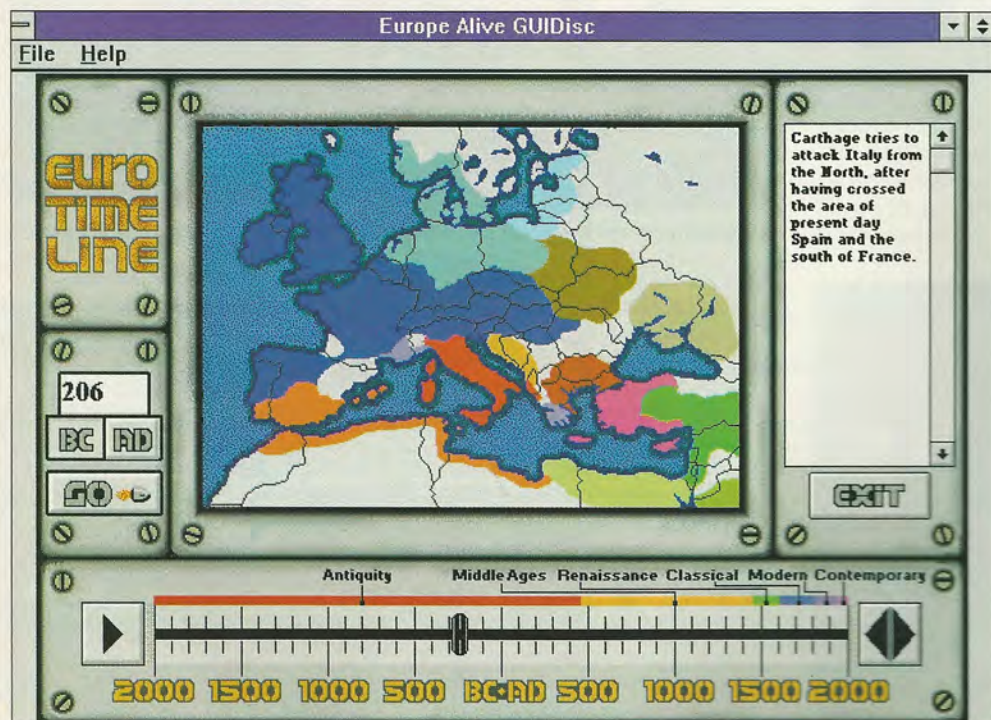 Europe Alive GUIDisc
File Help
EURO
TIME
LINE
206
BC AD
GO
Carthage tries to
attack Italy from
the North, after
having crossed
the area of
present day
Spain and the
south of France.
EXIT
Antiquity Middle Ages Renaissance Classical Modern Contemporary
2000 1500 1000 500 BC•AD 500 1000 1500 2000